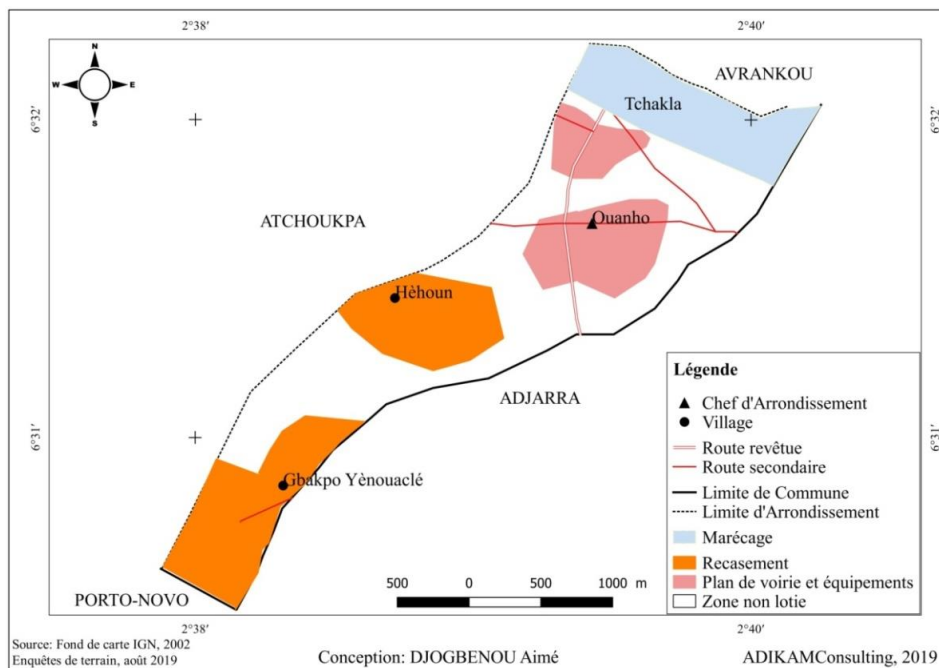 2°38'
2°40'
N
W E
S
AVRANKOU
Tchakla
6°32'
6°32'
ATCHOUKPA
Ouanho
Hèhoun
ADJARRA
6°31'
6°31'
Gbakpo Yènouaclé
PORTO-NOVO
500 0 500 1000 m
Légende
Chef d'Arrondissement
Village
Route revêtue
Route secondaire
Limite de Commune
Limite d'Arrondissement
Marécage
Recasement
Plan de voirie et équipements
Zone non lotie
2°38'
2°40'
Source: Fond de carte IGN, 2002
Enquêtes de terrain, août 2019
Conception: DJOGBENOU Aimé
ADIKAMConsulting, 2019